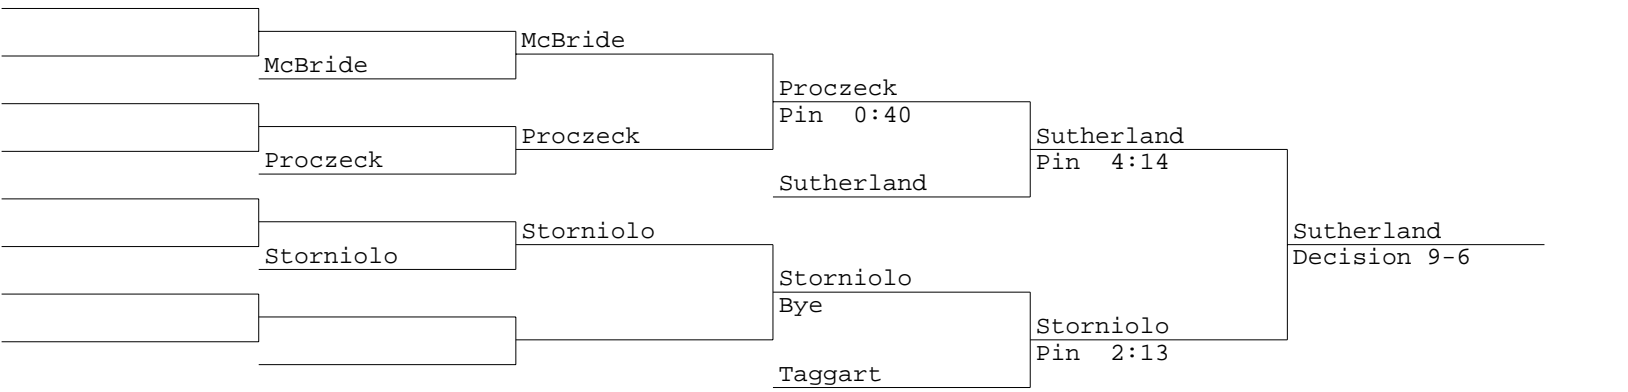 McBride
McBride
Proczeck
Pin 0:40
Proczeck
Proczeck
Sutherland
Pin 4:14
Sutherland
Storniolo
Storniolo
Sutherland
Decision 9-6
Storniolo
Bye
Storniolo
Pin 2:13
Taggart